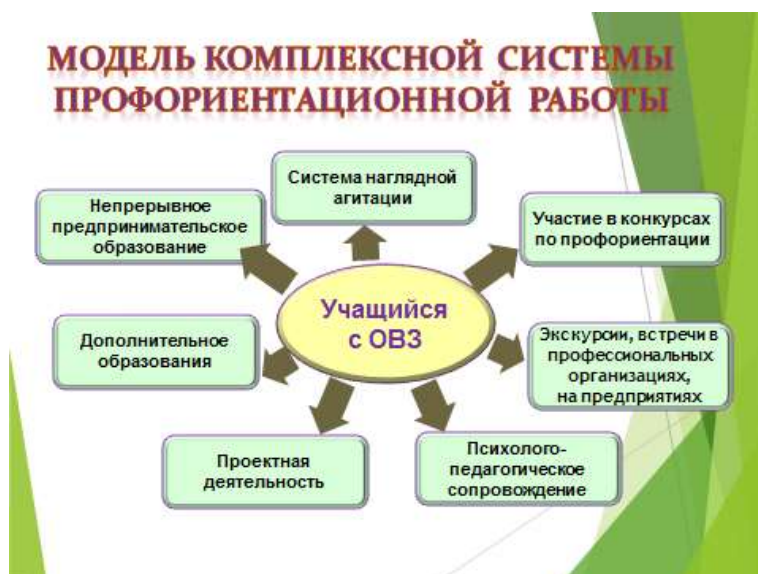 МОДЕЛЬ КОМПЛЕКСНОЙ СИСТЕМЫ
ПРОФОРИЕНТАЦИОННОЙ РАБОТЫ
Система наглядной
агитации
Непрерывное
предпринимательское
образование
Участие в конкурсах
по профориентации
Учащийся
с ОВЗ
Дополнительное
образования
Экскурсии, встречи в
профессиональных
организациях,
на предприятиях
Проектная
деятельность
Психолого-
педагогическое
сопровождение